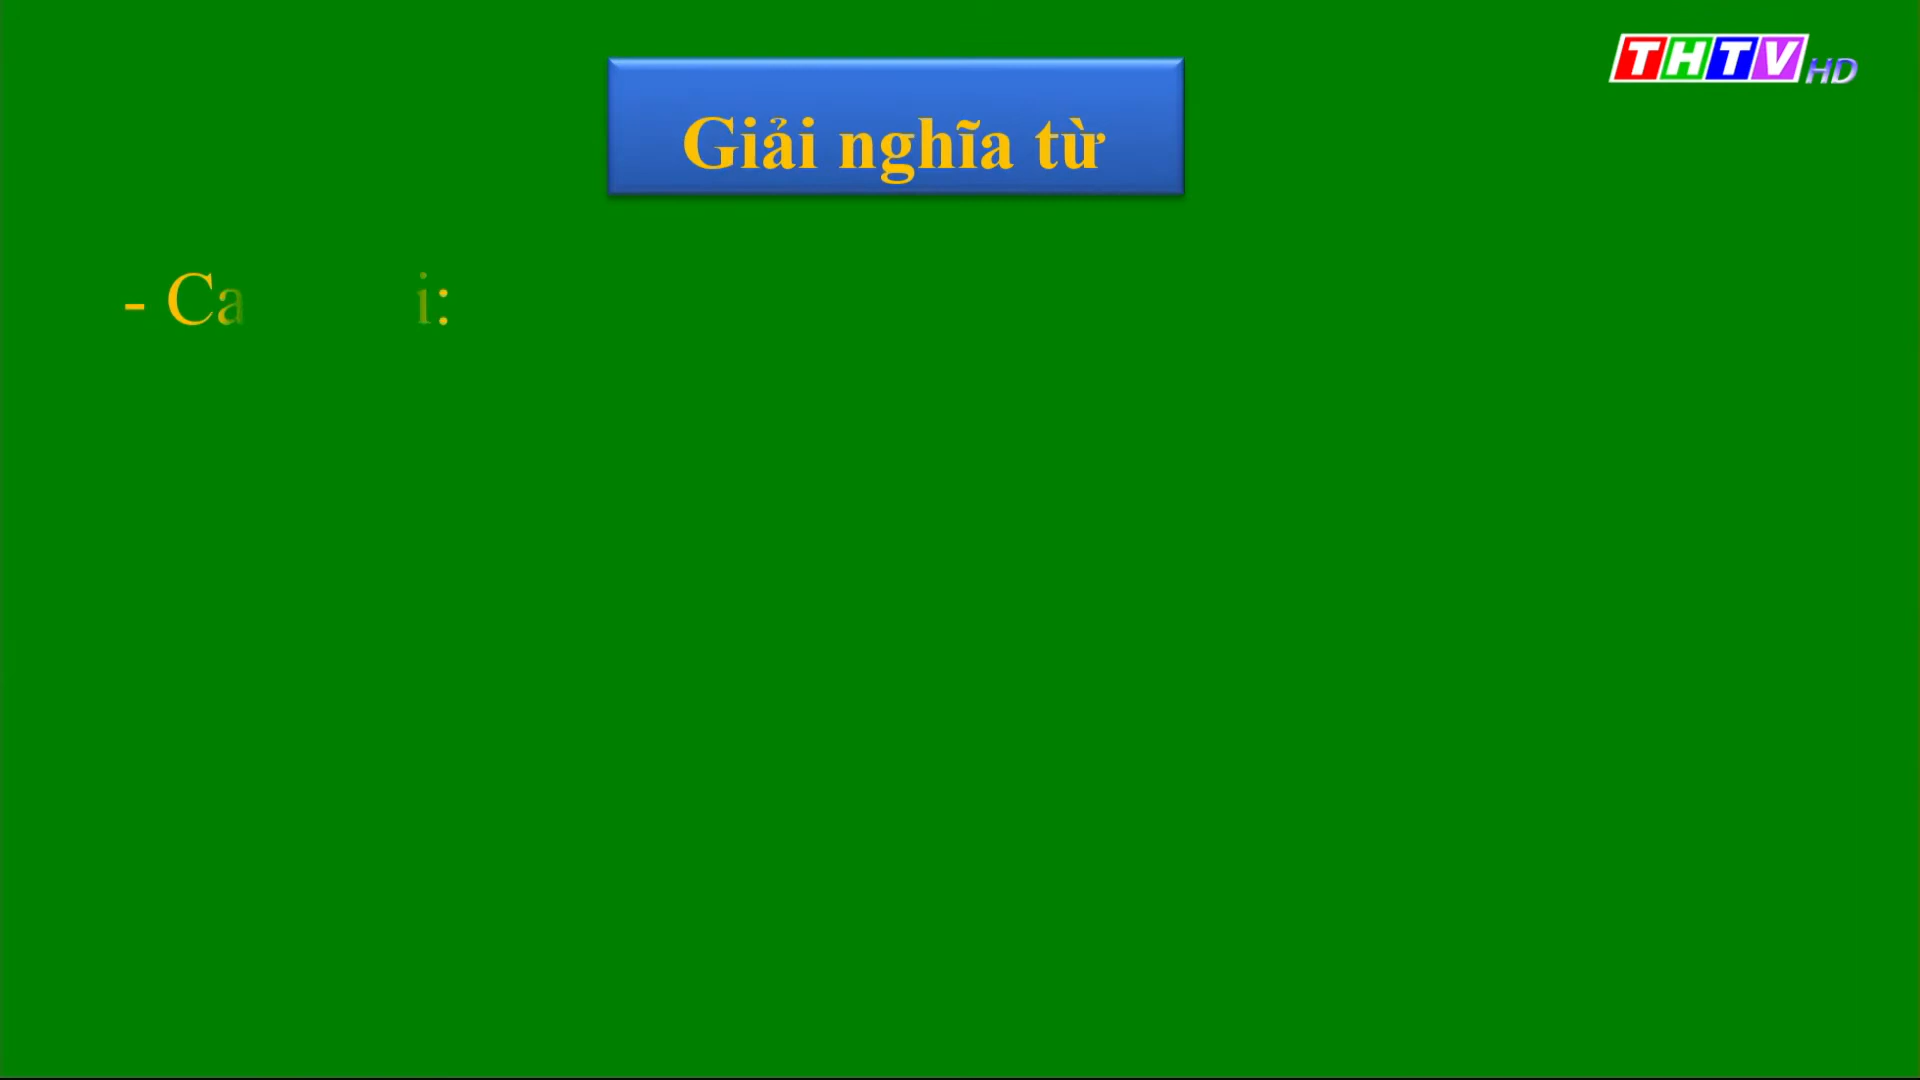 THTV HD
Giải nghĩa từ
- Ca i: